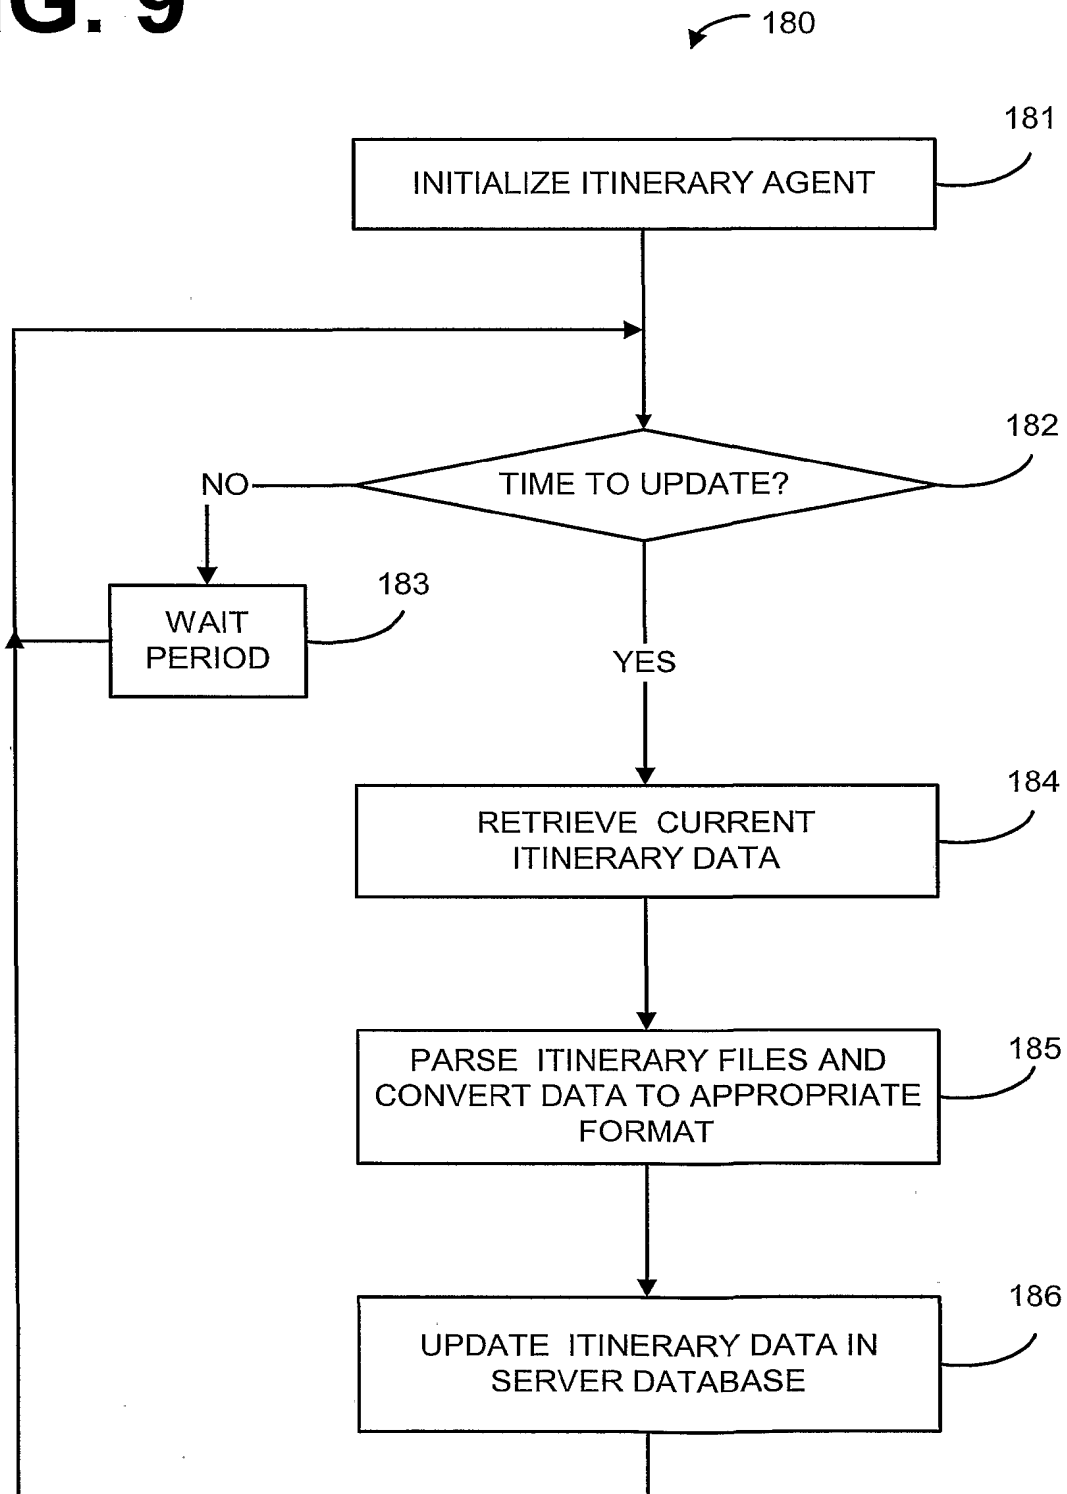 FIG. 9
180
181
INITIALIZE ITINERARY AGENT
182
TIME TO UPDATE?
NO
183
WAIT
PERIOD
YES
184
RETRIEVE CURRENT
ITINERARY DATA
185
PARSE ITINERARY FILES AND
CONVERT DATA TO APPROPRIATE
FORMAT
186
UPDATE ITINERARY DATA IN
SERVER DATABASE